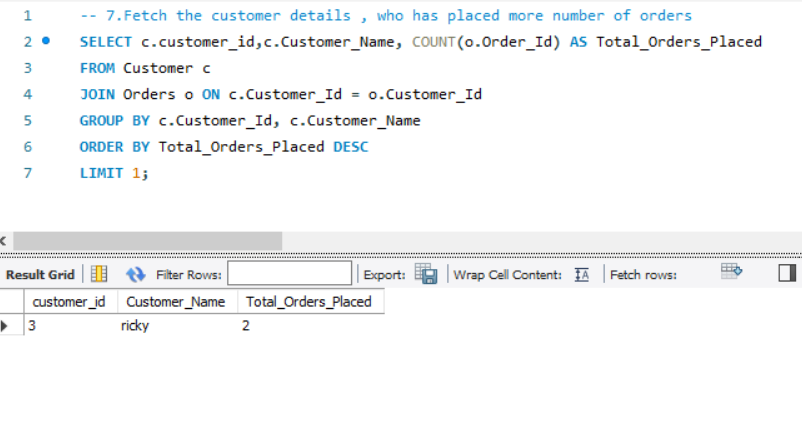 1 -- 7.Fetch the customer details , who has placed more number of orders
2 SELECT c.customer_id,c.Customer_Name, COUNT(o.Order_Id) AS Total_Orders_Placed
3 FROM Customer c
4 JOIN Orders o ON c.Customer_Id = o.Customer_Id
5 GROUP BY c.Customer_Id, c.Customer_Name
6 ORDER BY Total_Orders_Placed DESC
7 LIMIT 1;
Result Grid Filter Rows: Export: Wrap Cell Content: IA Fetch rows:
customer_id Customer_Name Total_Orders_Placed
3 ricky 2